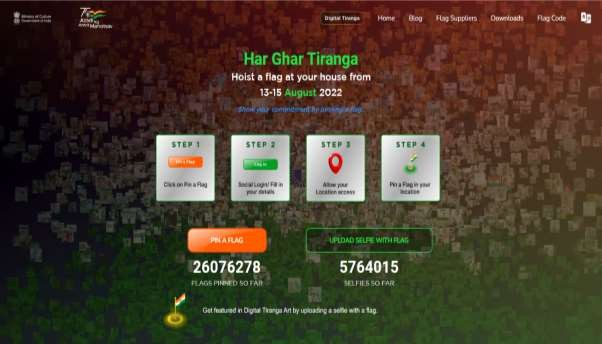 Ministry of Culture
Government of India
Azadi Ka
Amrit Mahotsav
Digital Tiranga
Home
Blog
Flag Suppliers
Downloads
Flag Code
Har Ghar Tiranga
Hoist a flag at your house from
13-15 August 2022
Show your commitment by pinning a flag
STEP 1
Pin a Flag
Click on Pin a Flag
STEP 2
Log In
Social Login/ Fill in
your details
STEP 3
Allow your
Location access
STEP 4
Pin a Flag in your
location
PIN A FLAG
26076278
FLAGS PINNED SO FAR
UPLOAD SELFIE WITH FLAG
5764015
SELFIES SO FAR
Get featured in Digital Tiranga Art by uploading a selfie with a flag.